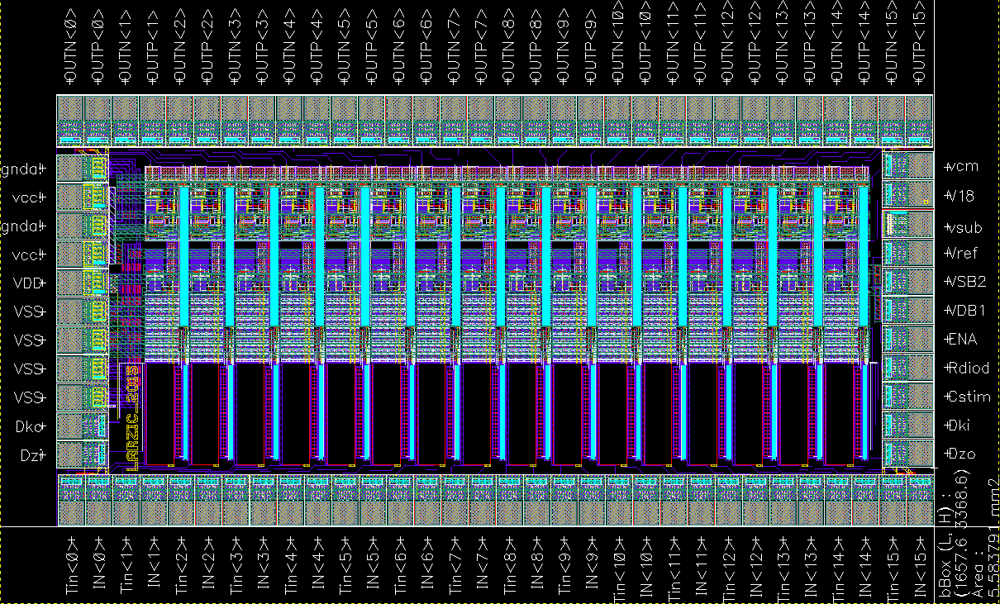 OUTN<0>
OUTP<0>
OUTN<1>
OUTP<1>
OUTN<2>
OUTP<2>
OUTN<3>
OUTP<3>
OUTN<4>
OUTP<4>
OUTN<5>
OUTP<5>
OUTN<6>
OUTP<6>
OUTN<7>
OUTP<7>
OUTN<8>
OUTP<8>
OUTN<9>
OUTP<9>
OUTN<10>
OUTP<10>
OUTN<11>
OUTP<11>
OUTN<12>
OUTP<12>
OUTN<13>
OUTP<13>
OUTN<14>
OUTP<14>
OUTN<15>
OUTP<15>
gnda!
vcc!
gnda!
vcc!
VDD
VSS
VSS
VSS
VSS
Dko
Dzi
LARZIC_2015
vcm
V18
vsub
Vref
VSB2
VDB1
ENA
Rdiod
Cstim
Dki
Dzo
Tin<0>
IN<0>
Tin<1>
IN<1>
Tin<2>
IN<2>
Tin<3>
IN<3>
Tin<4>
IN<4>
Tin<5>
IN<5>
Tin<6>
IN<6>
Tin<7>
IN<7>
Tin<8>
IN<8>
Tin<9>
IN<9>
Tin<10>
IN<10>
Tin<11>
IN<11>
Tin<12>
IN<12>
Tin<13>
IN<13>
Tin<14>
IN<14>
Tin<15>
IN<15>
bBox (L, H) :
(1657.6 3368.6)
Area :
5.583791 mm2